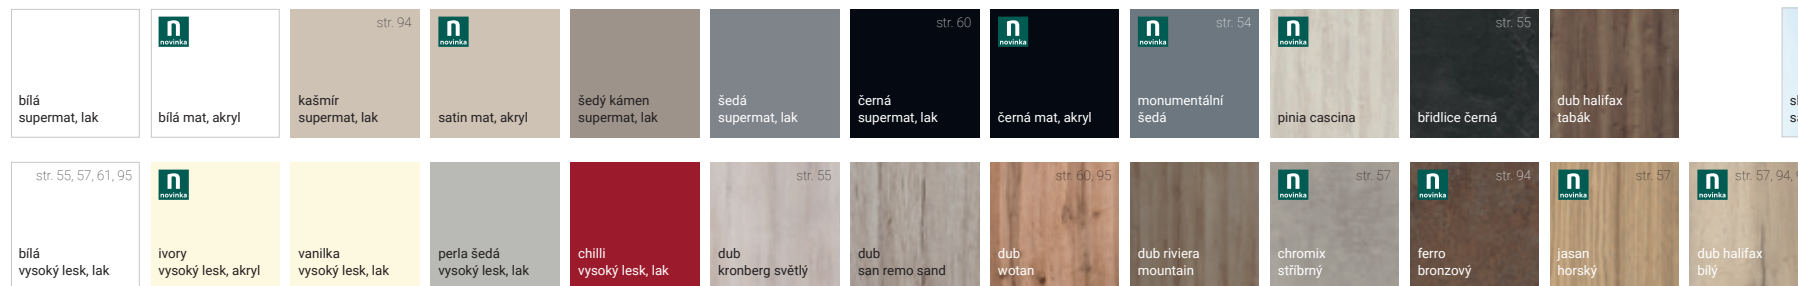 bílá
supermat, lak
n
novinka
bílá mat, akryl
str. 94
kašmír
supermat, lak
n
novinka
satin mat, akryl
šedý kámen
supermat, lak
šedá
supermat, lak
str. 60
černá
supermat, lak
n
novinka
černá mat, akryl
n
novinka
str. 54
monumentální
šedá
n
novinka
pinia cascina
str. 55
břidlice černá
dub halifax
tabák
str. 55, 57, 61, 95
bílá
vysoký lesk, lak
n
novinka
ivory
vysoký lesk, akryl
vanilka
vysoký lesk, lak
perla šedá
vysoký lesk, lak
chilli
vysoký lesk, lak
str. 55
dub
kronberg světlý
dub
san remo sand
str. 60, 95
dub
wotan
dub riviera
mountain
n
novinka
str. 57
chromix
stříbrný
n
novinka
str. 94
ferro
bronzový
n
novinka
str. 57
jasan
horský
n
novinka
str. 57, 94,
dub halifax
bílý